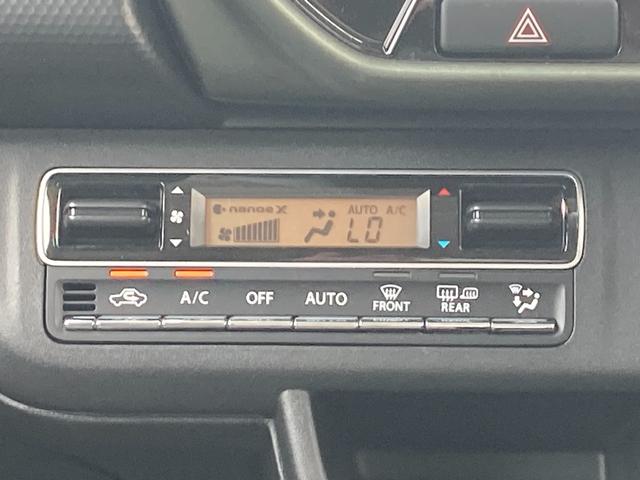 nanoe X
AUTO A/C
LO
A/C
OFF
AUTO
FRONT
REAR